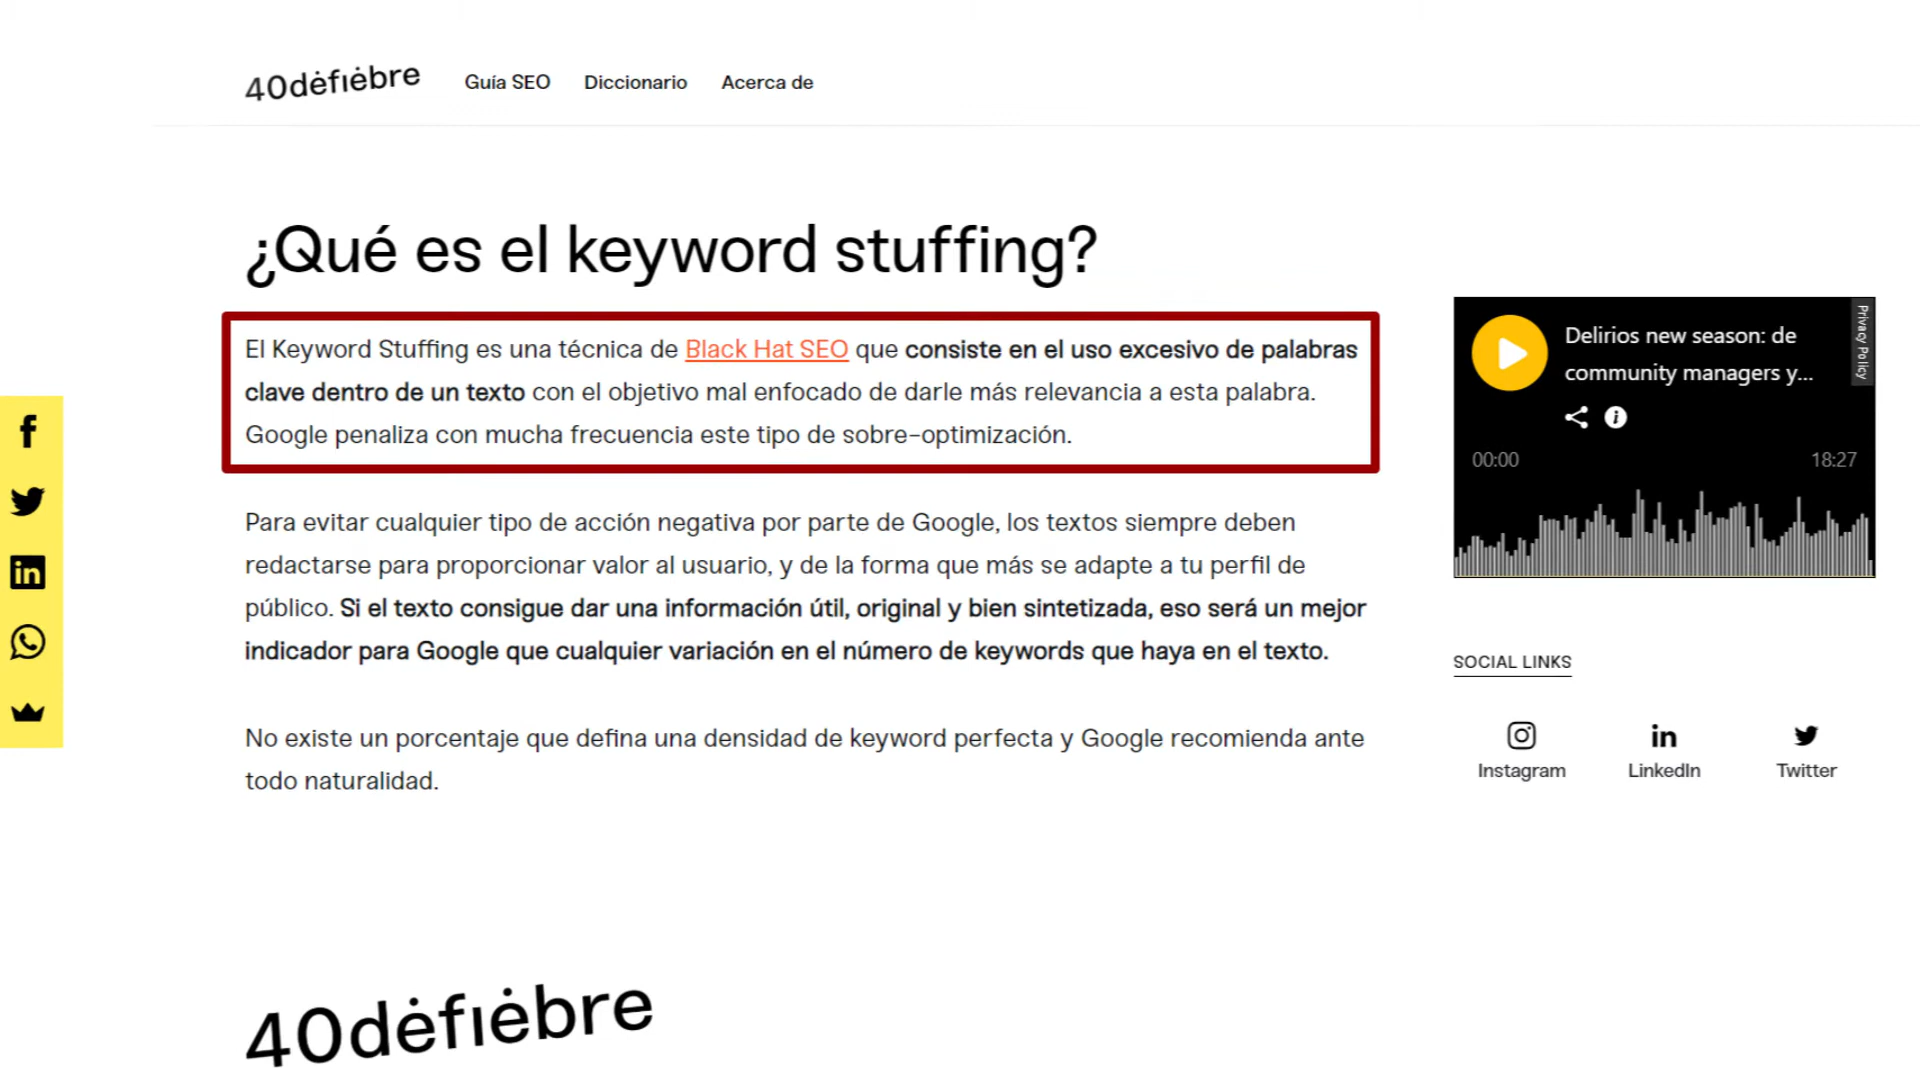 40defiebre
Guía SEO
Diccionario
Acerca de
¿Qué es el keyword stuffing?
El Keyword Stuffing es una técnica de Black Hat SEO que consiste en el uso excesivo de palabras
clave dentro de un texto con el objetivo mal enfocado de darle más relevancia a esta palabra.
Google penaliza con mucha frecuencia este tipo de sobre-optimización.
Para evitar cualquier tipo de acción negativa por parte de Google, los textos siempre deben
redactarse para proporcionar valor al usuario, y de la forma que más se adapte a tu perfil de
público. Si el texto consigue dar una información útil, original y bien sintetizada, eso será un mejor
indicador para Google que cualquier variación en el número de keywords que haya en el texto.
No existe un porcentaje que defina una densidad de keyword perfecta y Google recomienda ante
todo naturalidad.
Delirios new season: de
community managers y...
Privacy Policy
00:00
18:27
SOCIAL LINKS
Instagram
LinkedIn
Twitter
40defiebre